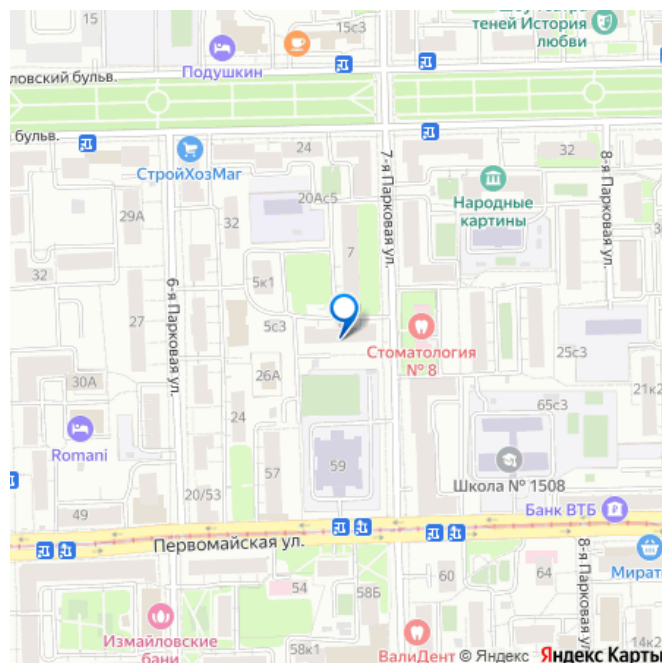 15
15с3
теней История
любви
Подушкин
ловский бульв.
бульв.
24
32
СтройХозМаг
20Ас5
7-я Парковая ул.
8-я Парковая ул.
Народные
картины
29А
32
7
32
5к1
6-я Парковая ул.
27
5с3
Стоматология
№ 8
25с3
26А
30А
21к2
65с3
24
Romani
59
57
Школа № 1508
20/53
49
Банк ВТБ
Первомайская ул.
8-я Парковая ул.
54
58Б
60
64
Мирато
Измайловские
бани
58к1
ВалиДент
© Яндекс Яндекс Карты